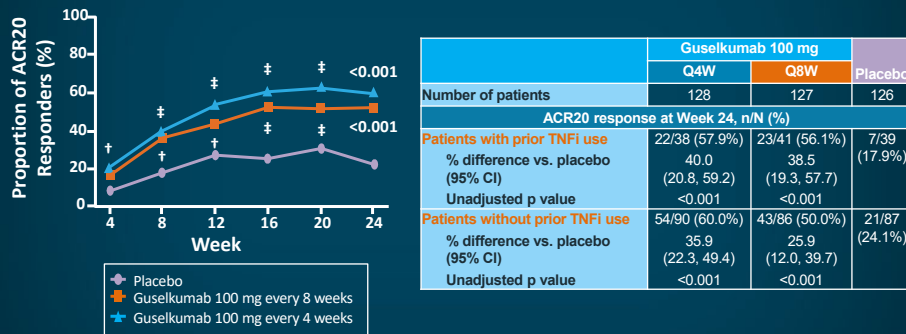 Proportion of ACR20
Responders (%)
100
80
60
40
20
0
‡
‡
‡
‡
<0.001
†
†
†
‡
‡
<0.001
4
8
12
16
20
24
Week
Placebo
Guselkumab 100 mg every 8 weeks
Guselkumab 100 mg every 4 weeks
Guselkumab 100 mg
Q4W Q8W Placebo
Number of patients 128 127 126
ACR20 response at Week 24, n/N (%)
Patients with prior TNFi use 22/38 (57.9%) 23/41 (56.1%) 7/39
(17.9%)
% difference vs. placebo 40.0 38.5
(95% CI) (20.8, 59.2) (19.3, 57.7)
Unadjusted p value <0.001 <0.001
Patients without prior TNFi use 54/90 (60.0%) 43/86 (50.0%) 21/87
(24.1%)
% difference vs. placebo 35.9 25.9
(95% CI) (22.3, 49.4) (12.0, 39.7)
Unadjusted p value <0.001 <0.001